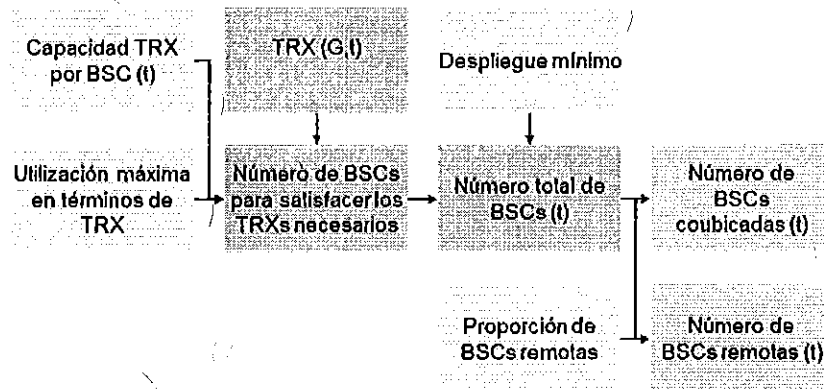 Capacidad TRX
por BSC (t)
TRX (G,t)
Despliegue mínimo
Utilización máxima
en términos de
TRX
Número de BSCs
para satisfacer los
TRXs necesarios
Número total de
BSCs (t)
Número de
BSCs
coubicadas (t)
Proporción de
BSCs remotas
Número de
BSCs remotas (t)